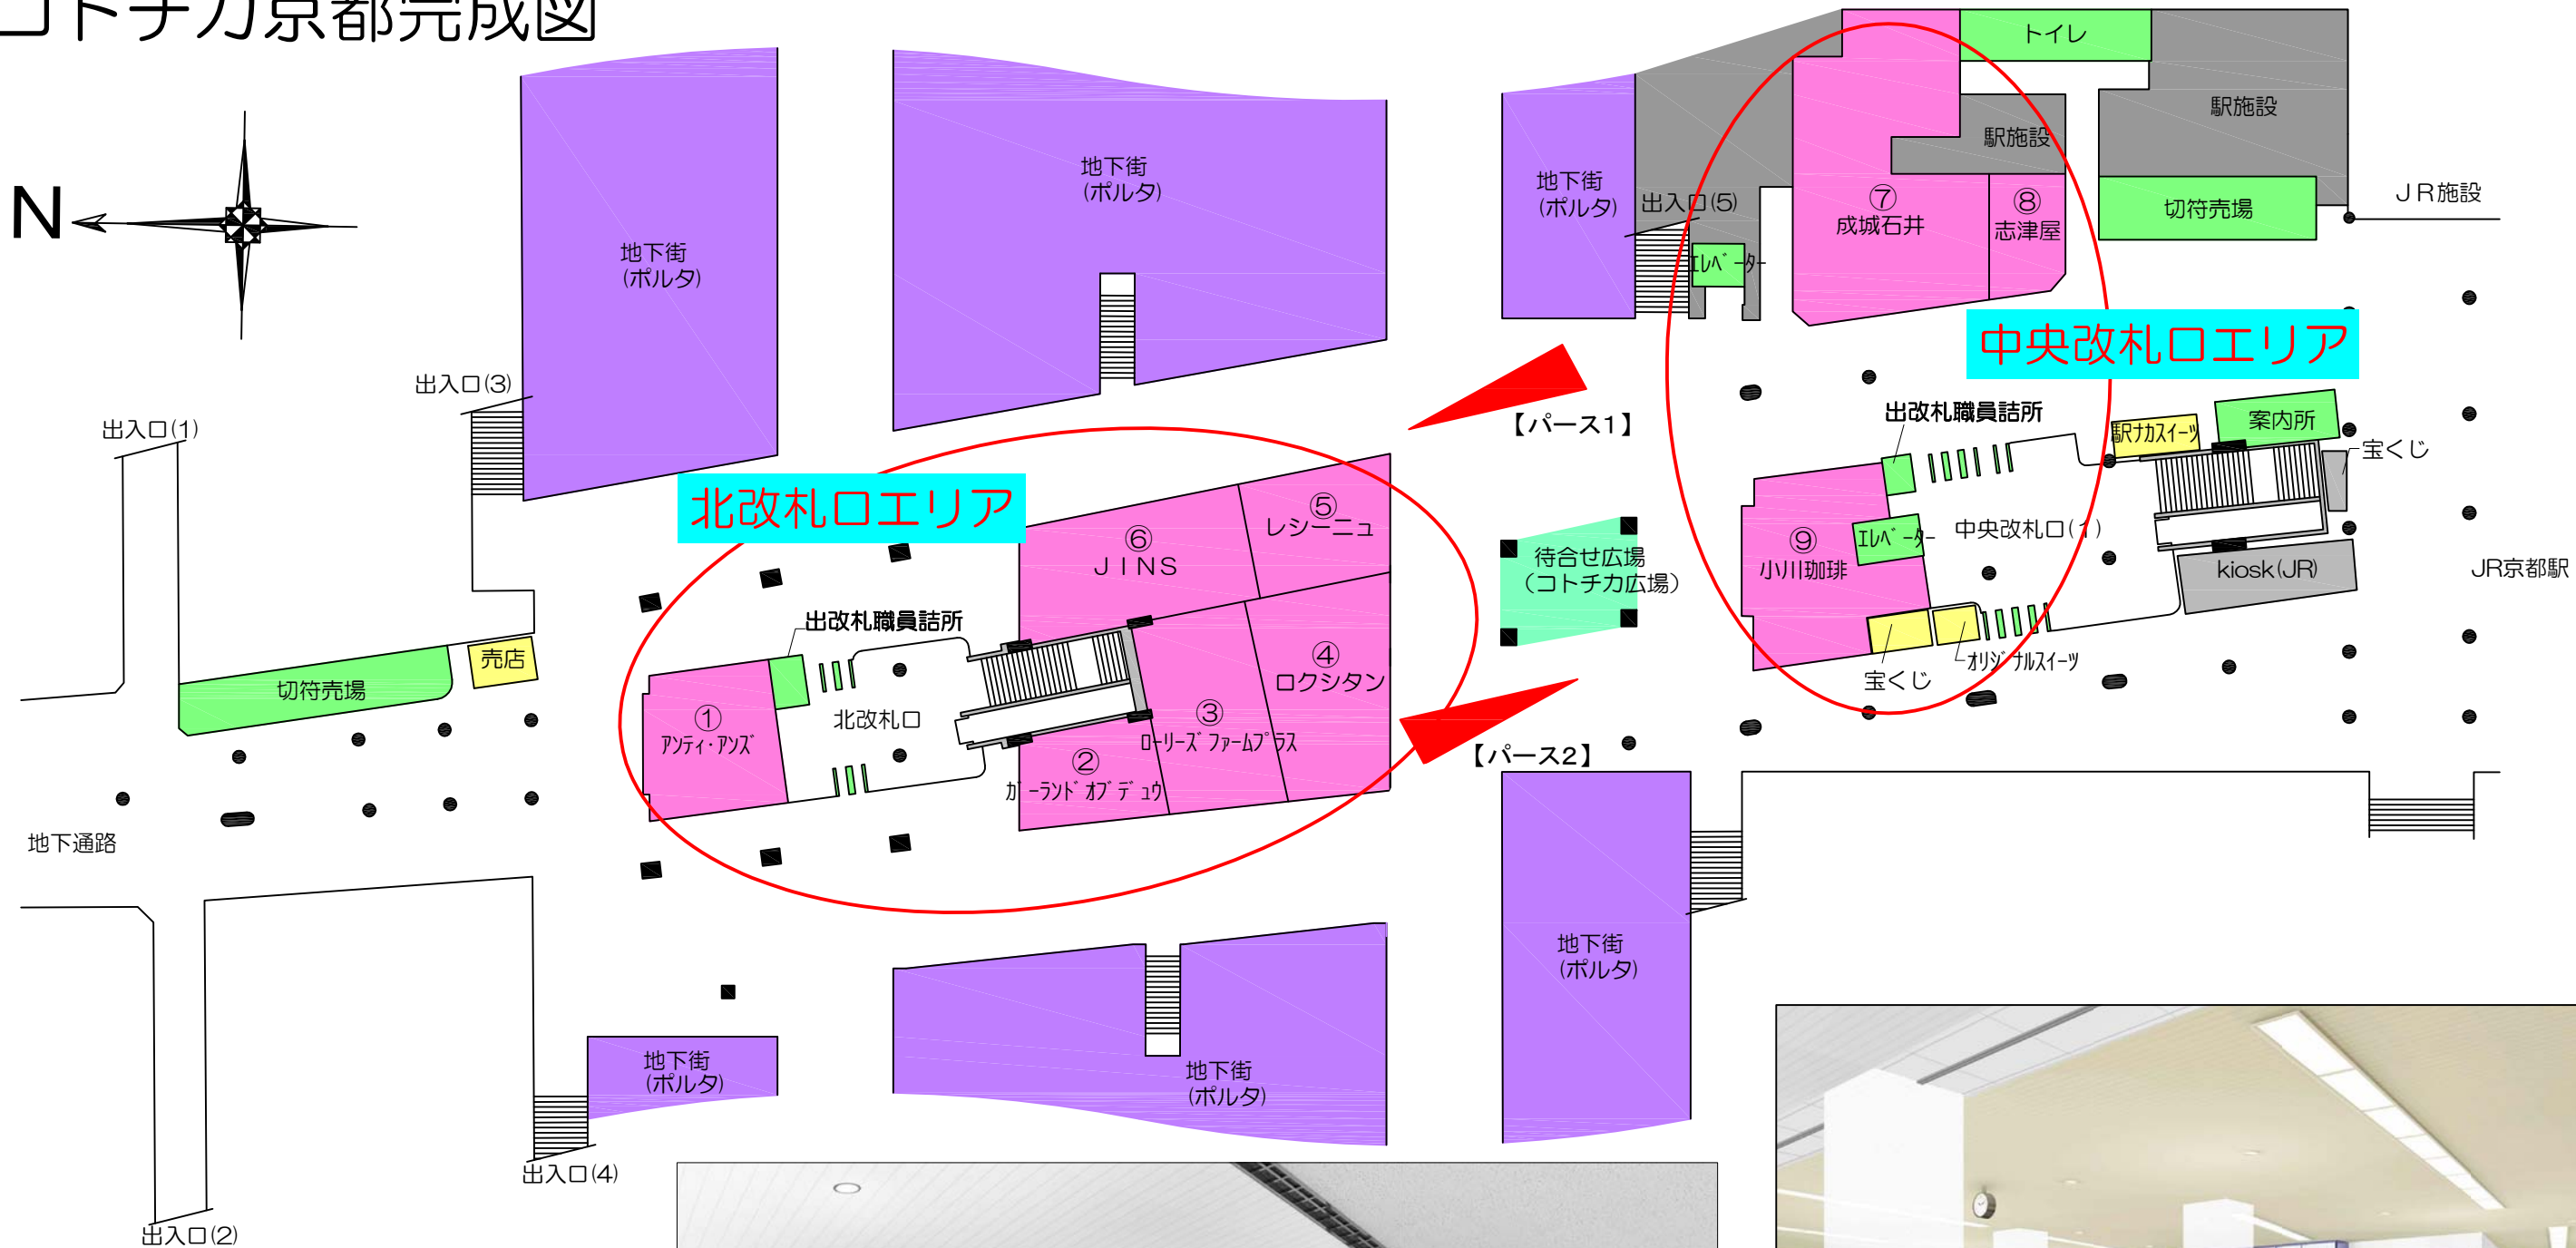 コトチカ京都完成図
N
出入口(1)
出入口(3)
地下街
(ポルタ)
地下街
(ポルタ)
地下街
(ポルタ)
出入口(5)
エレベーター
⑦
成城石井
⑧
志津屋
トイレ
駅施設
駅施設
切符売場
JR施設
中央改札口エリア
【パース1】
出改札職員詰所
駅ナカスイーツ
案内所
宝くじ
北改札口エリア
⑥
JINS
⑤
レシーニュ
待合せ広場
(コトチカ広場)
⑨
小川珈琲
エレベーター
中央改札口(1)
kiosk(JR)
JR京都駅
出改札職員詰所
切符売場
売店
①
アンティ・アンズ
北改札口
②
ガーランドオブデュウ
③
ローリーズファームプラス
④
ロクシタン
宝くじ
オリジナルスイーツ
【パース2】
地下通路
地下街
(ポルタ)
地下街
(ポルタ)
地下街
(ポルタ)
出入口(4)
出入口(2)